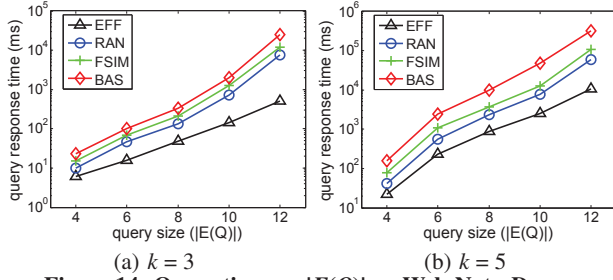 10^5
10^4
10^3
10^2
10^1
10^0
query response time (ms)
EFF
RAN
FSIM
BAS
4 6 8 10 12
query size (|E(Q)|)
(a) k = 3
10^6
10^5
10^4
10^3
10^2
10^1
query response time (ms)
EFF
RAN
FSIM
BAS
4 6 8 10 12
query size (|E(Q)|)
(b) k = 5